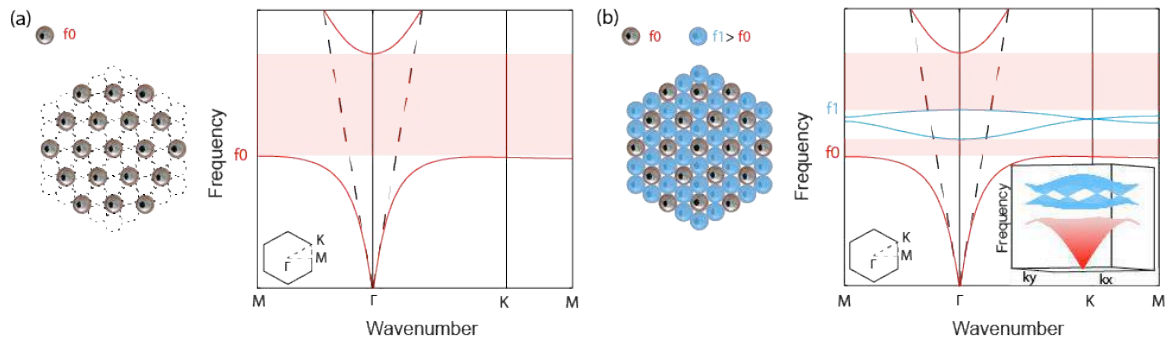 (a)
f0
Frequency
f0
K
Γ
M
M
Γ
K
M
Wavenumber
(b)
f0
f1>f0
Frequency
f1
f0
K
Γ
M
Frequency
ky
kx
M
Γ
K
M
Wavenumber